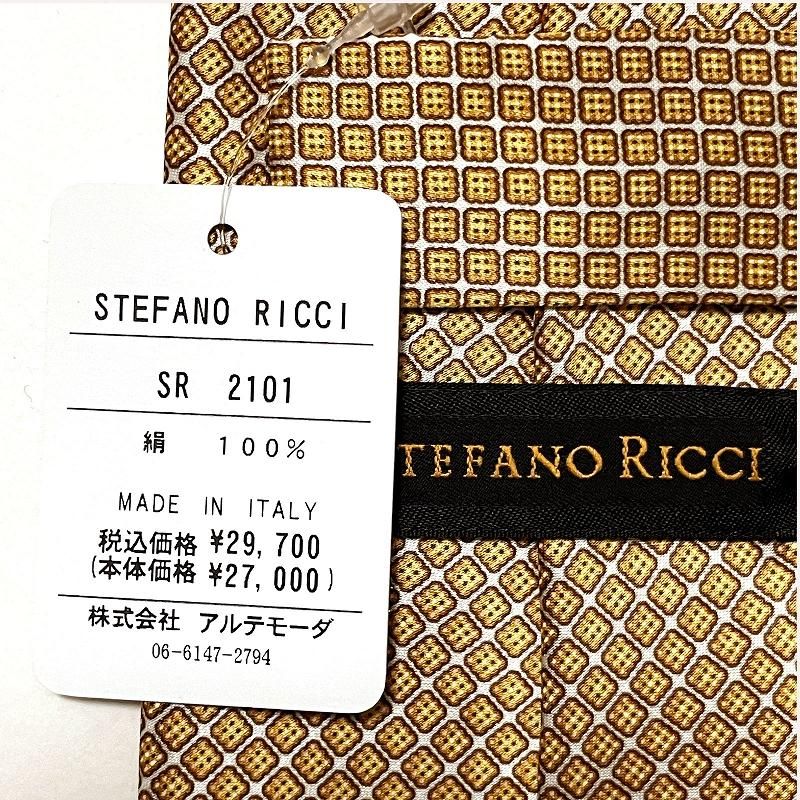 STEFANO RICCI
SR 2101
絹 100%
MADE IN ITALY
税込価格 ¥29,700
(本体価格 ¥27,000)
株式会社 アルテモーダ
06-6147-2794
TEFANO RICCI